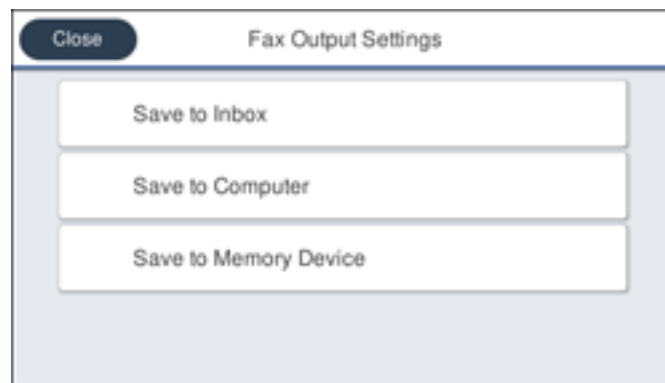 Close
Fax Output Settings
Save to Inbox
Save to Computer
Save to Memory Device